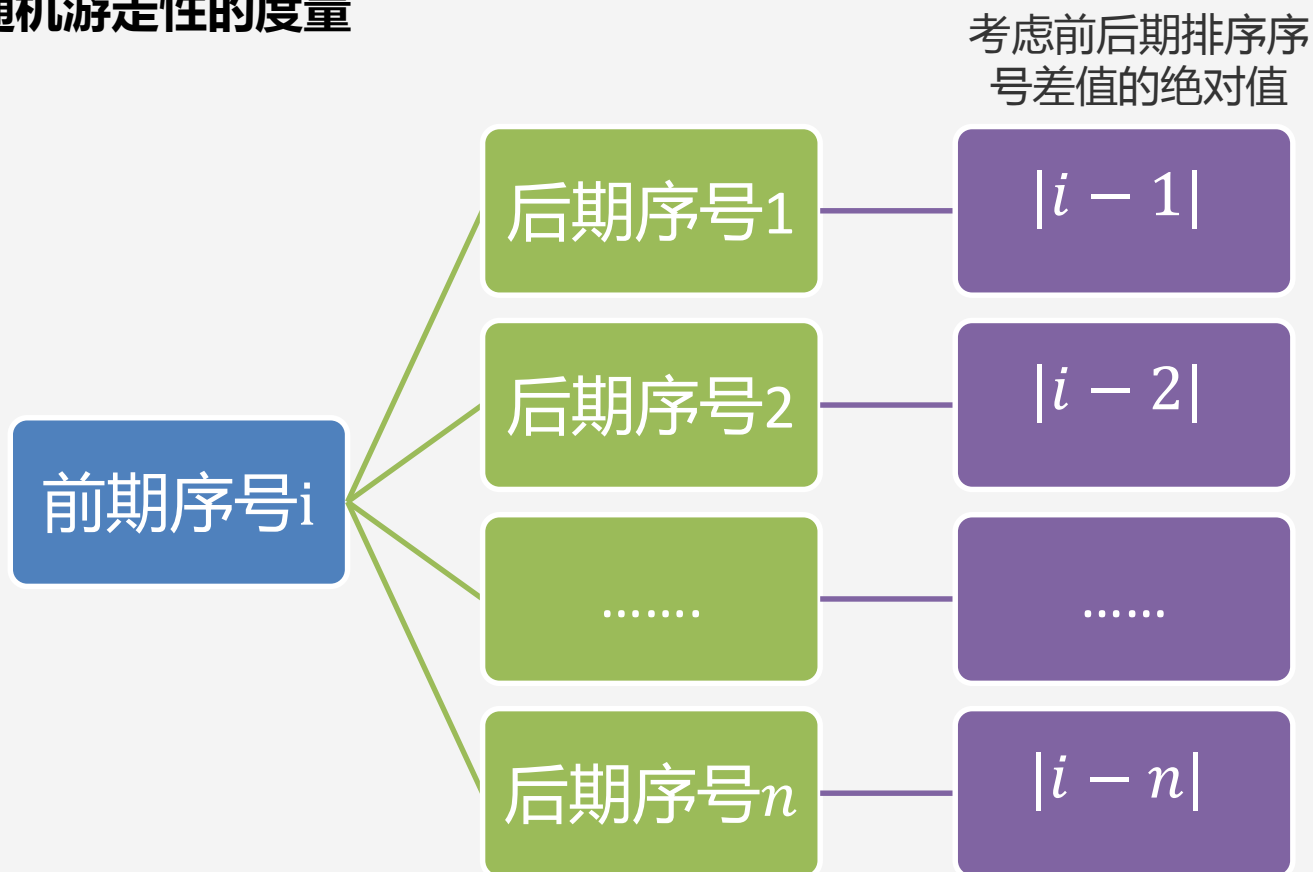 随机游走性的度量
考虑前后期排序序
号差值的绝对值
后期序号1
|i − 1|
后期序号2
|i − 2|
前期序号i
.......
......
后期序号n
|i − n|